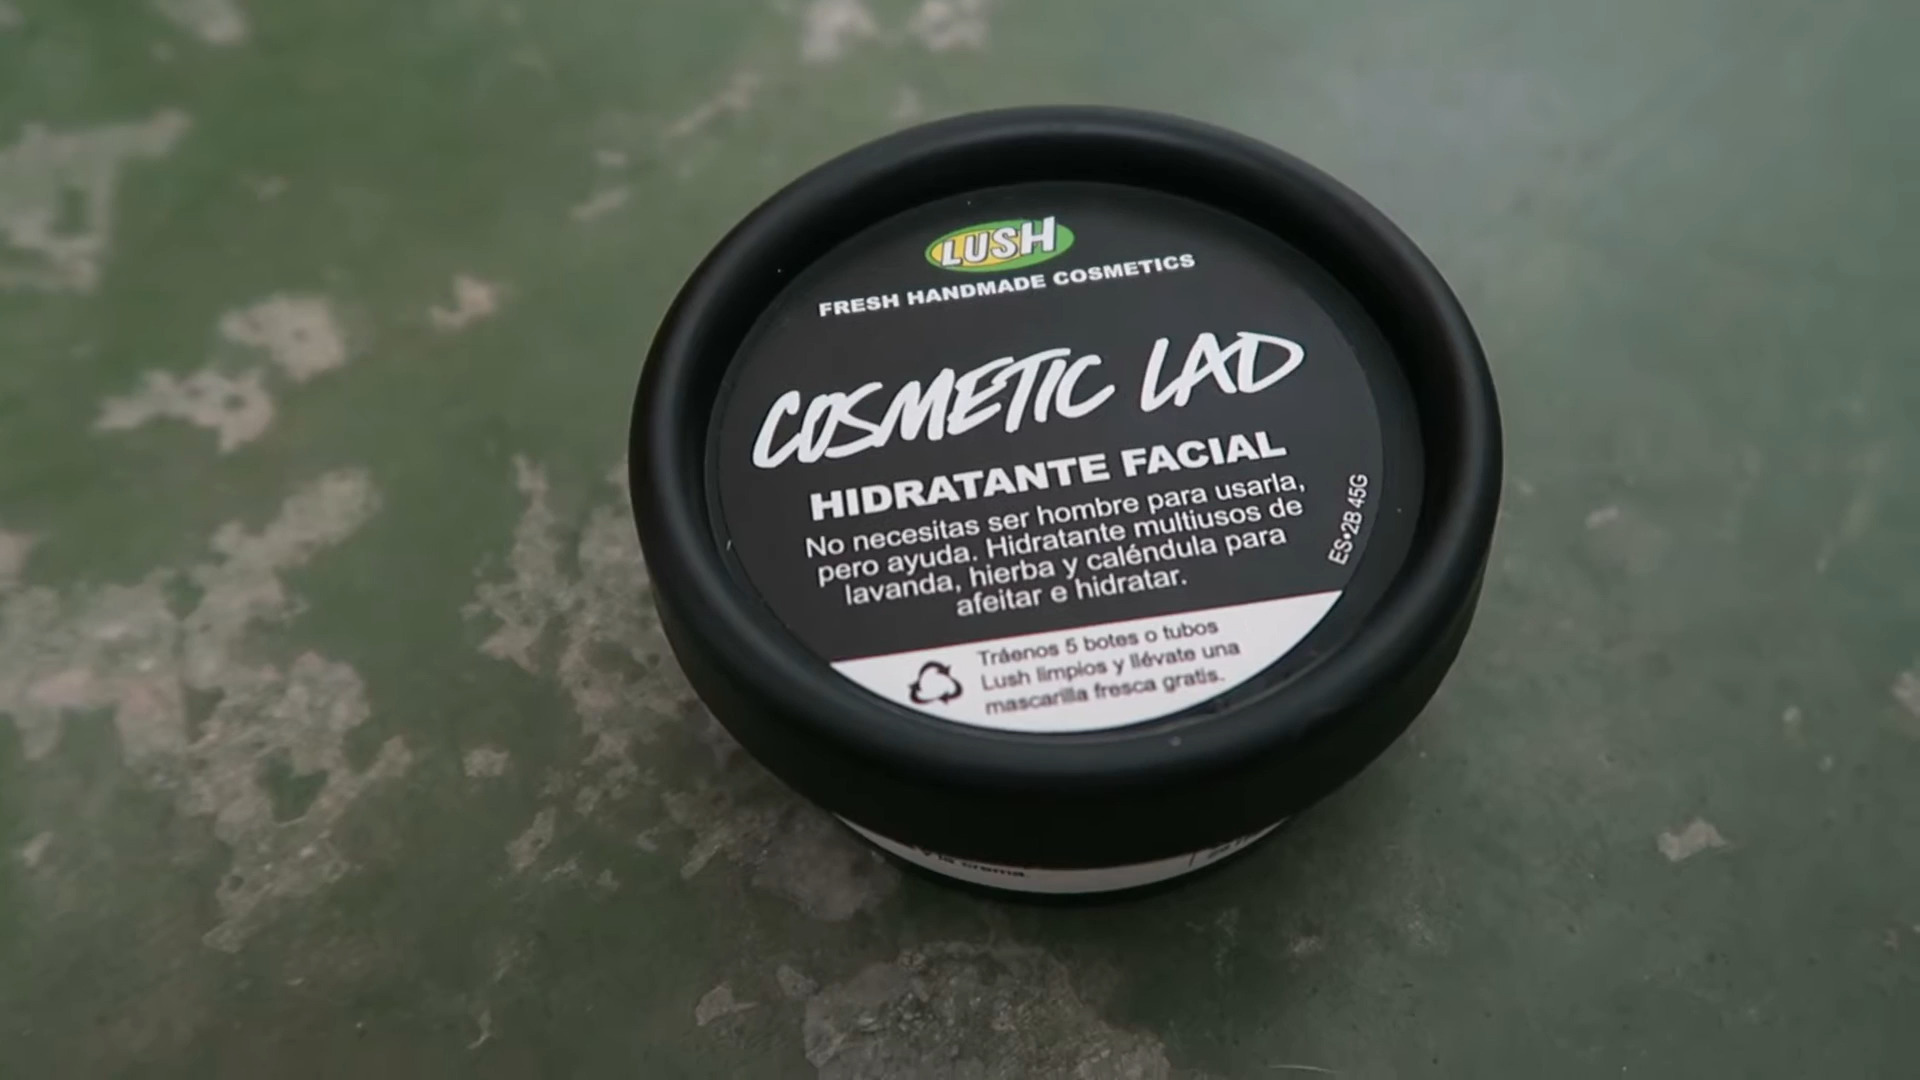 LUSH
FRESH HANDMADE COSMETICS
COSMETIC LAD
HIDRATANTE FACIAL
No necesitas ser hombre para usarla,
pero ayuda. Hidratante multiusos de
lavanda, hierba y caléndula para
afeitar e hidratar.
ES•2B 45G
Tráenos 5 botes o tubos
Lush limpios y llévate una
mascarilla fresca gratis.
y la crema.